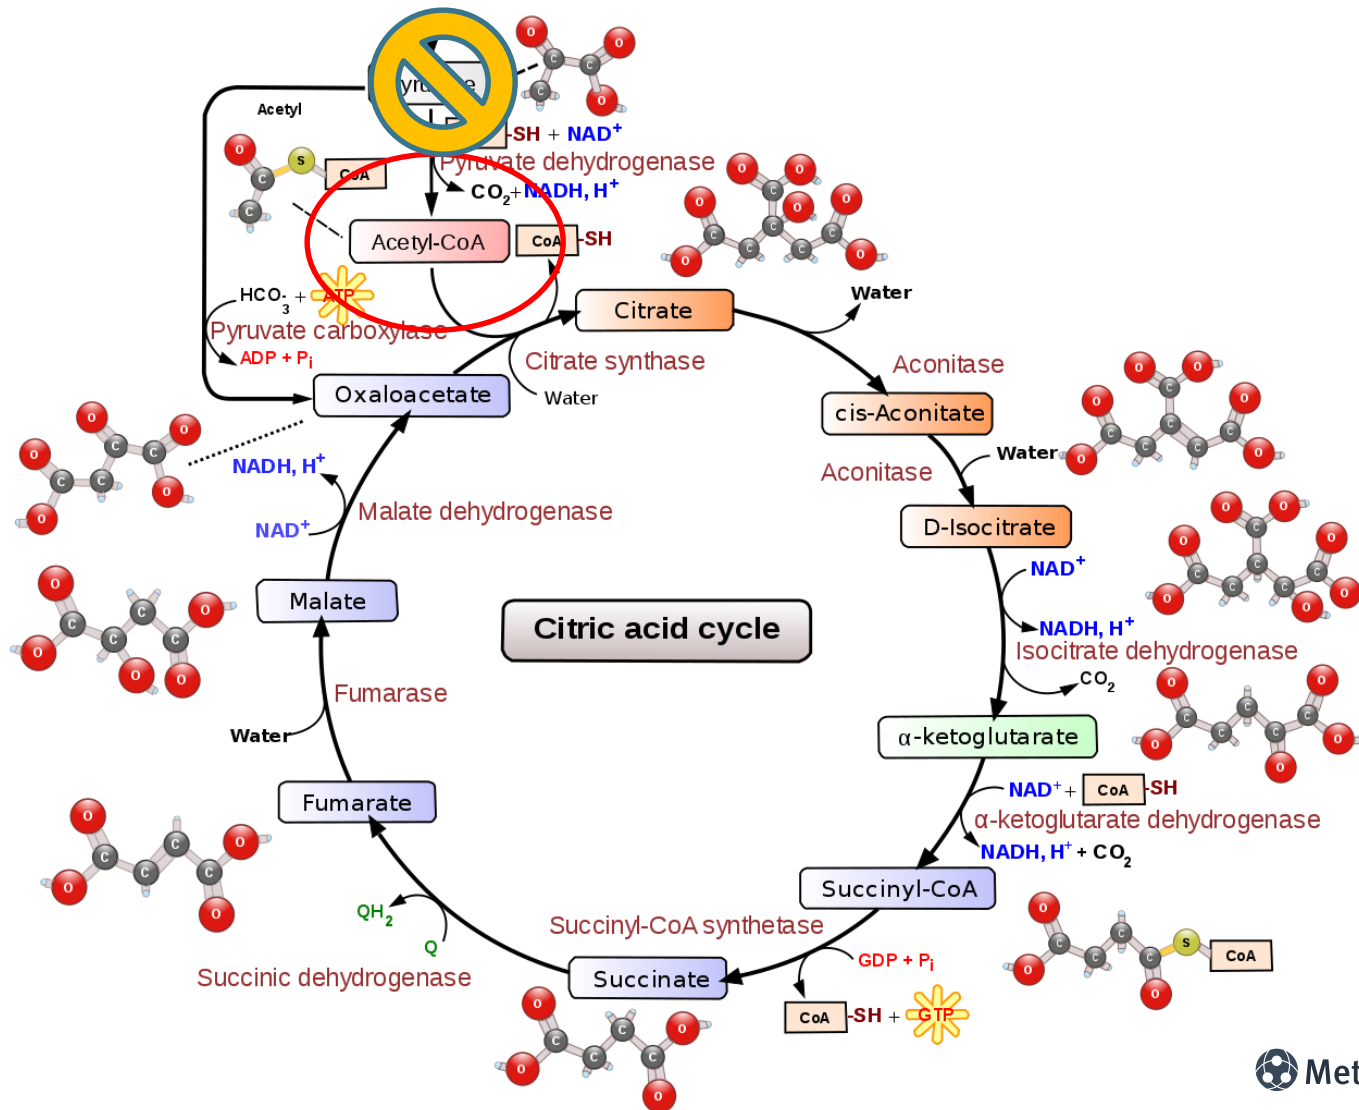 Acetyl
-SH + NAD+
Pyruvate dehydrogenase
CO2+NADH, H+
CoA
Acetyl-CoA
CoA -SH
HCO3- + ATP
Pyruvate carboxylase
ADP + Pi
Citrate
Water
Citrate synthase
Water
Aconitase
Oxaloacetate
cis-Aconitate
Water
Aconitase
NADH, H+
NAD+
Malate dehydrogenase
D-Isocitrate
NAD+
NADH, H+
Isocitrate dehydrogenase
CO2
Malate
Citric acid cycle
Fumarase
Water
α-ketoglutarate
NAD+ + CoA -SH
α-ketoglutarate dehydrogenase
NADH, H+ + CO2
Fumarate
Succinyl-CoA
QH2
Q
Succinyl-CoA synthetase
GDP + Pi
CoA -SH + GTP
Succinic dehydrogenase
Succinate
S
CoA
Met